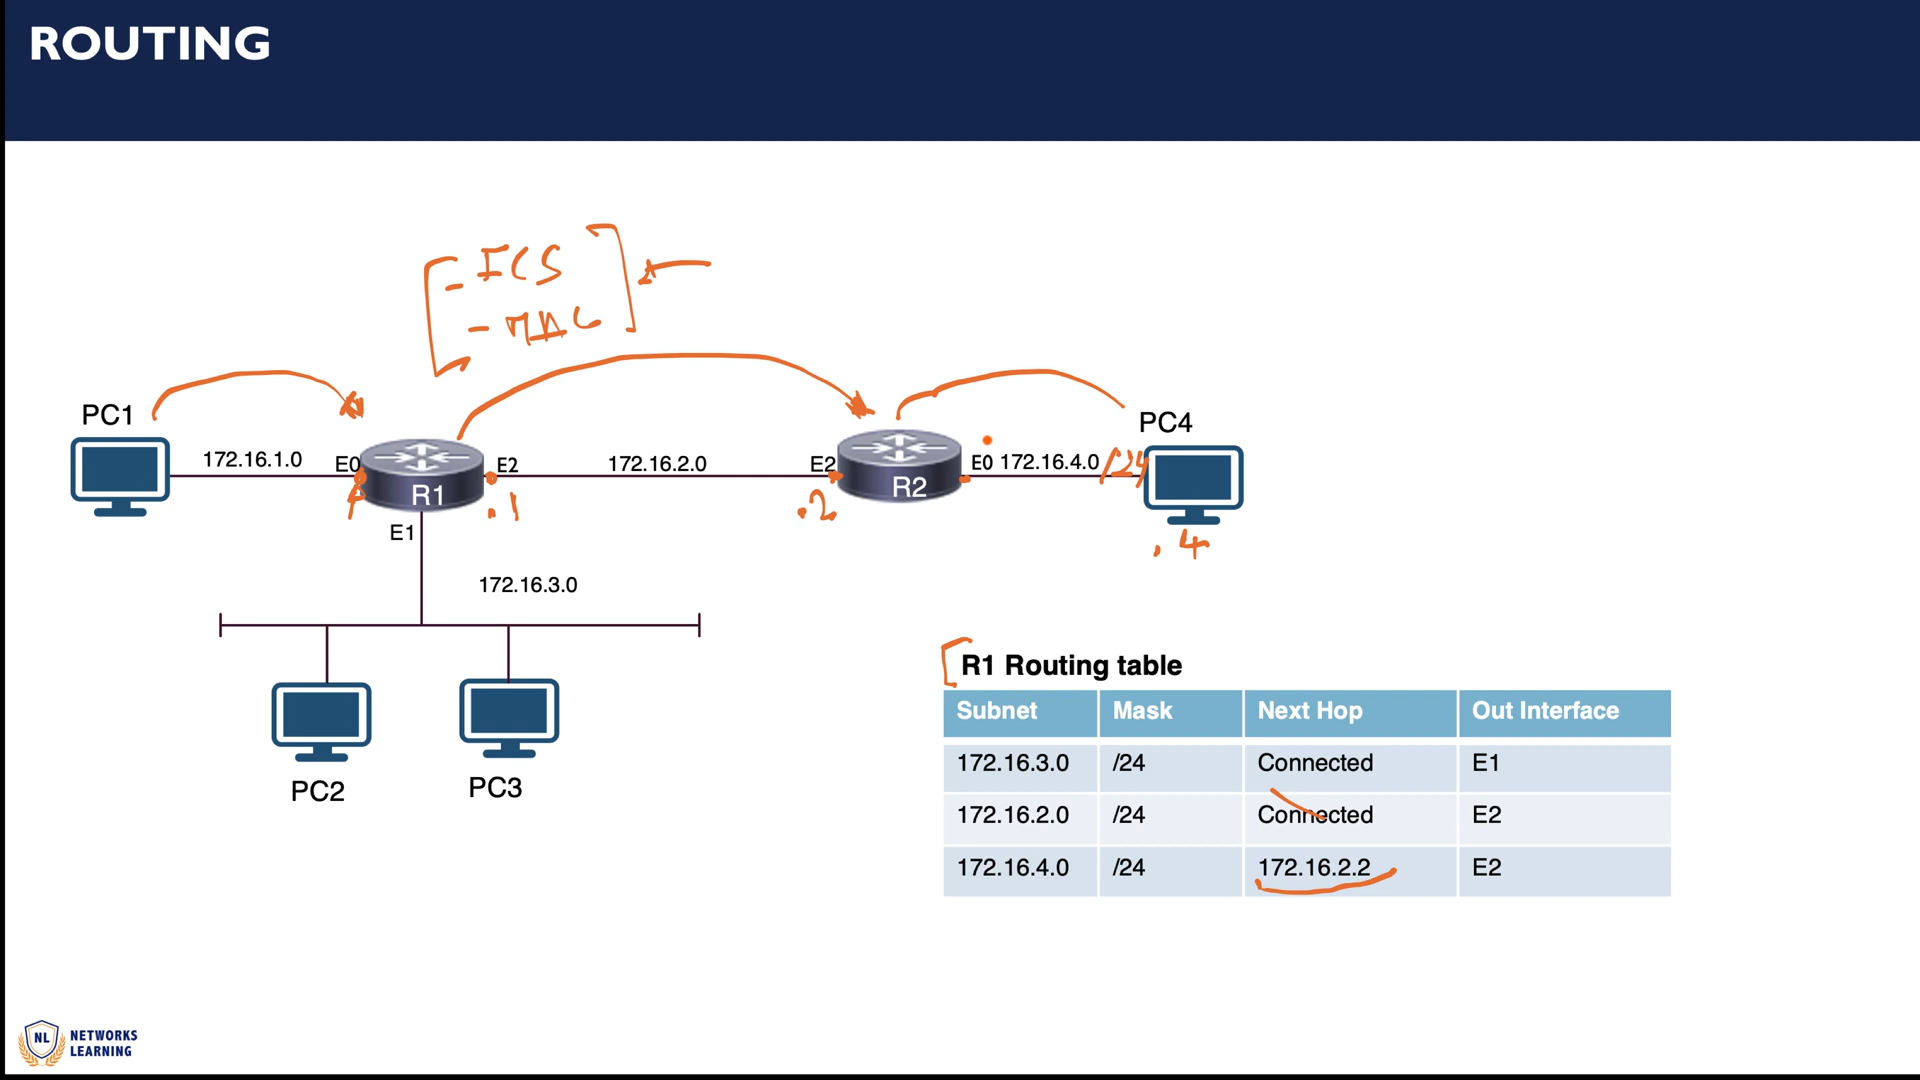 ROUTING
- FCS
- MAC
PC1
172.16.1.0
E0
R1
E2
.1
172.16.2.0
E2
.2
R2
E0
172.16.4.0 /24
PC4
.4
E1
172.16.3.0
PC2
PC3
R1 Routing table
Subnet Mask Next Hop Out Interface
172.16.3.0 /24 Connected E1
172.16.2.0 /24 Connected E2
172.16.4.0 /24 172.16.2.2 E2
NL
NETWORKS
LEARNING